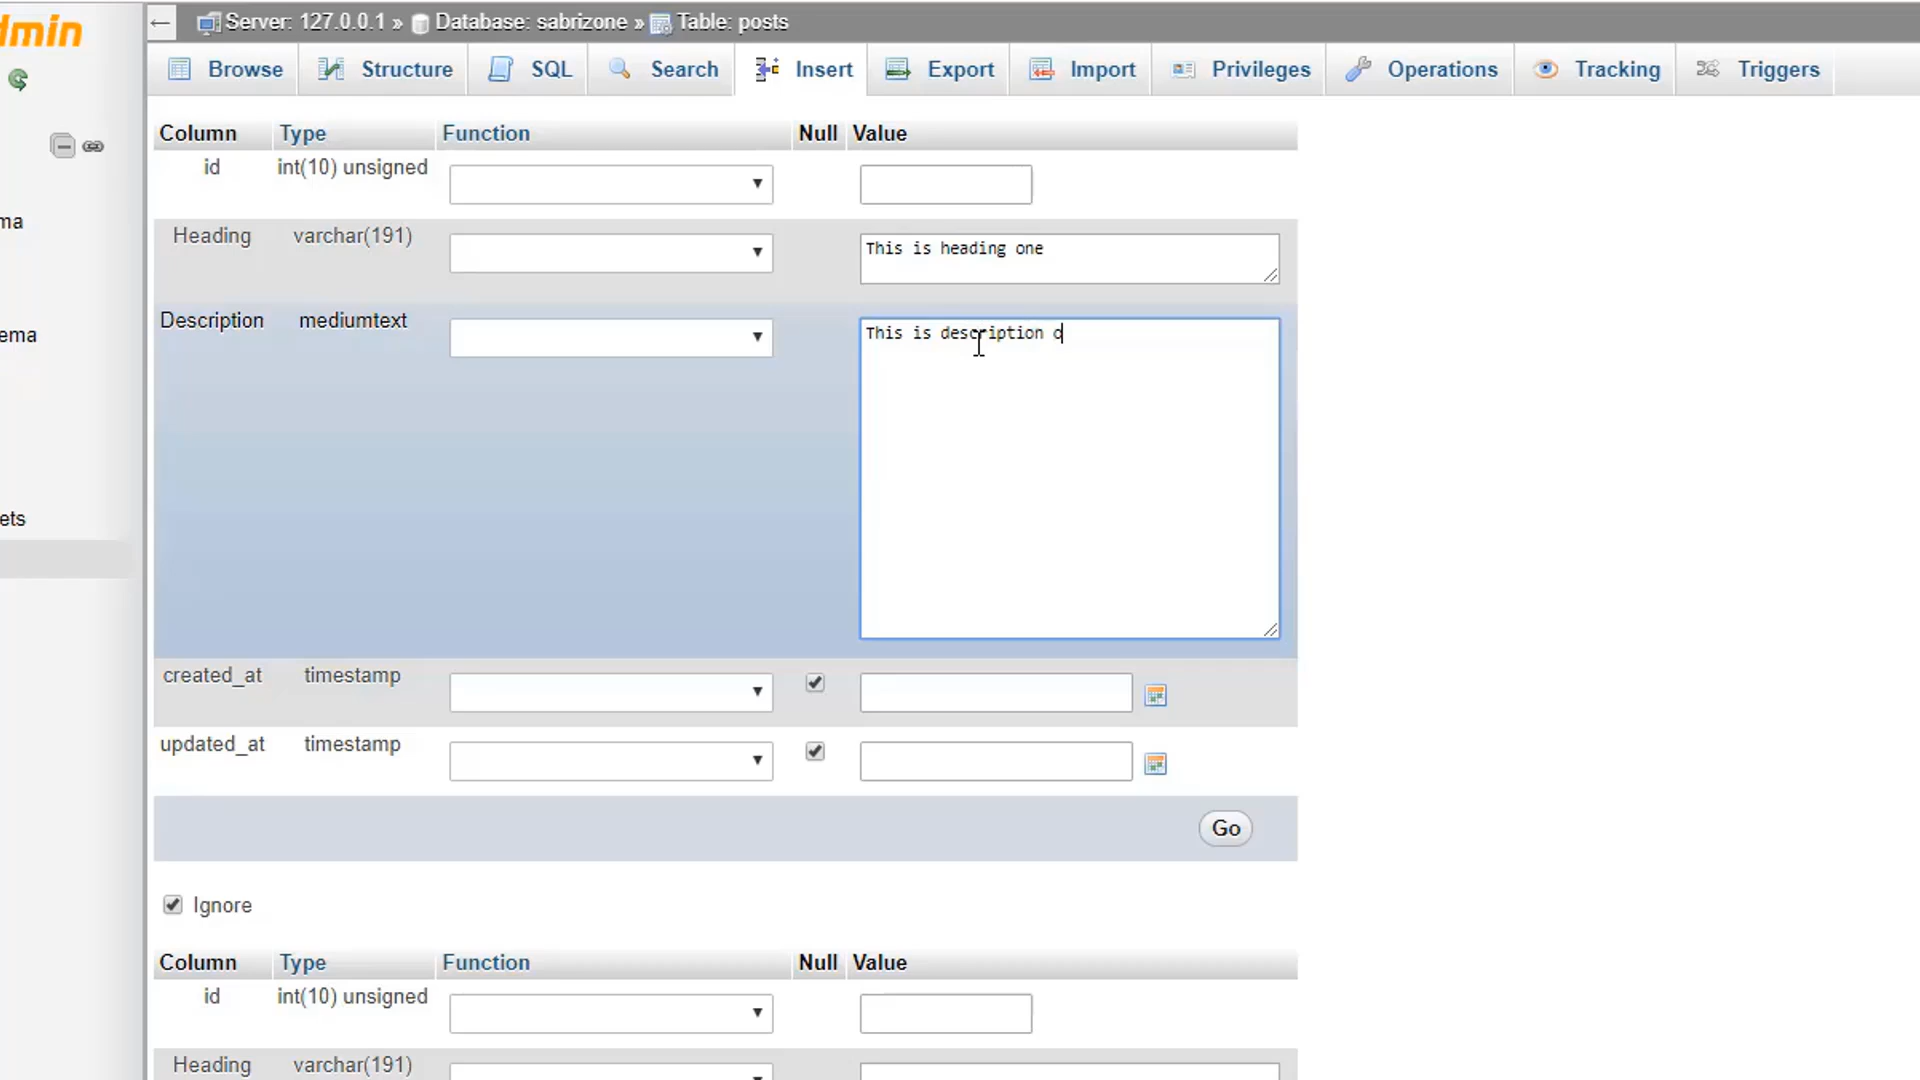 dmin
Server: 127.0.0.1 » Database: sabrizone » Table: posts
Browse Structure SQL Search Insert Export Import Privileges Operations Tracking Triggers
Column Type Function Null Value
id int(10) unsigned
ma
Heading varchar(191) This is heading one
Description mediumtext This is description o
ema
ets
created_at timestamp
updated_at timestamp
Go
Ignore
Column Type Function Null Value
id int(10) unsigned
Heading varchar(191)